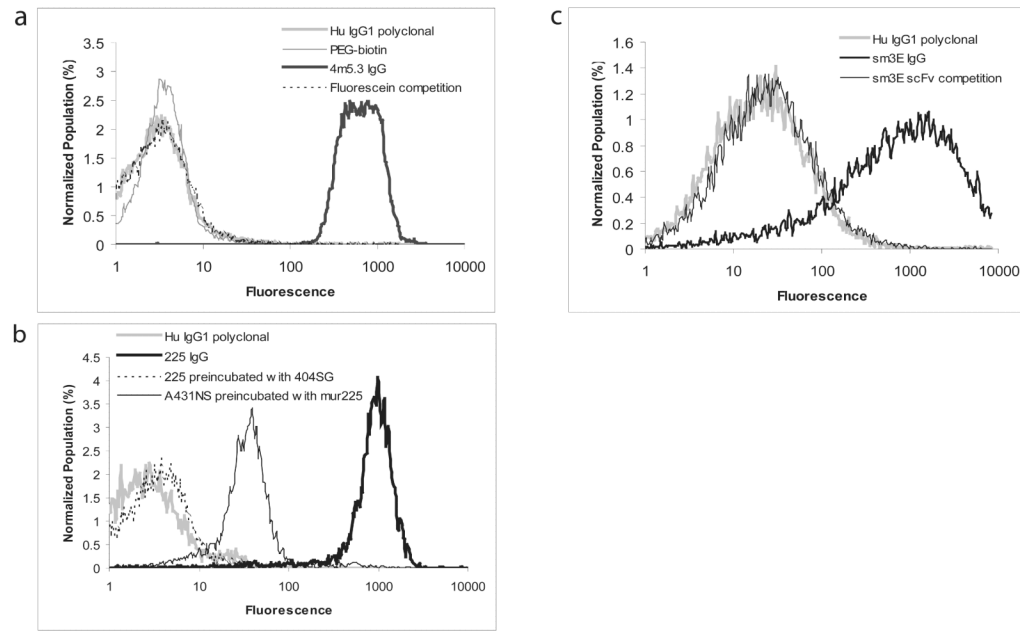 a
Hu IgG1 polyclonal
PEG-biotin
4m5.3 IgG
Fluorescein competition
Normalized Population (%)
3.5
3
2.5
2
1.5
1
0.5
0
1 10 100 1000 10000
Fluorescence
c
Hu IgG1 polyclonal
sm3E IgG
sm3E scFv competition
Normalized Population (%)
1.6
1.4
1.2
1
0.8
0.6
0.4
0.2
0
1 10 100 1000 10000
Fluorescence
b
Hu IgG1 polyclonal
225 IgG
225 preincubated with 404SG
A431NS preincubated with mur225
Normalized Population (%)
4.5
4
3.5
3
2.5
2
1.5
1
0.5
0
1 10 100 1000 10000
Fluorescence